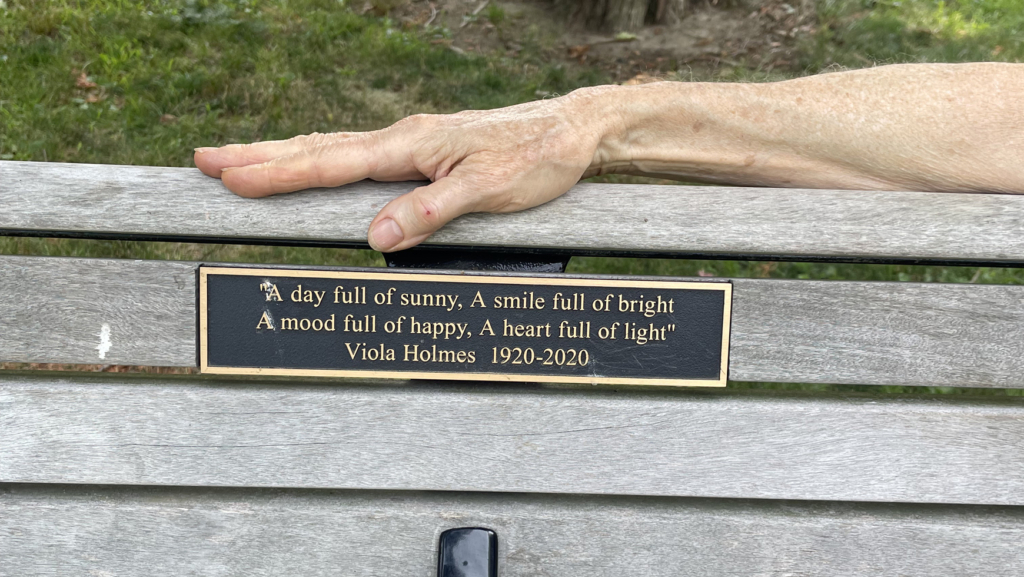 "A day full of sunny, A smile full of bright
A mood full of happy, A heart full of light"
Viola Holmes 1920-2020